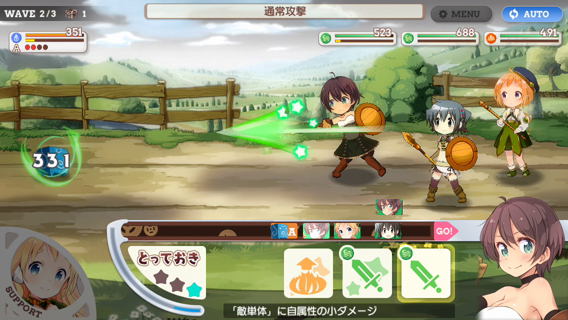 WAVE 2/3 1
通常攻撃
MENU
AUTO
351
A
523
688
491
331
A
GO!
とっておき
SUPPORT
「敵単体」に自属性の小ダメージ